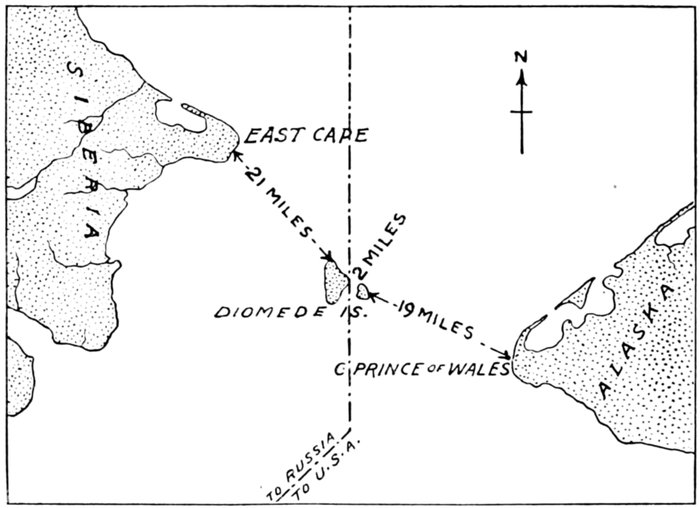 N
SIBERIA
EAST CAPE
21 MILES
2 MILES
DIOMEDE IS.
19 MILES
C PRINCE OF WALES
ALASKA
TO RUSSIA
TO U.S.A.